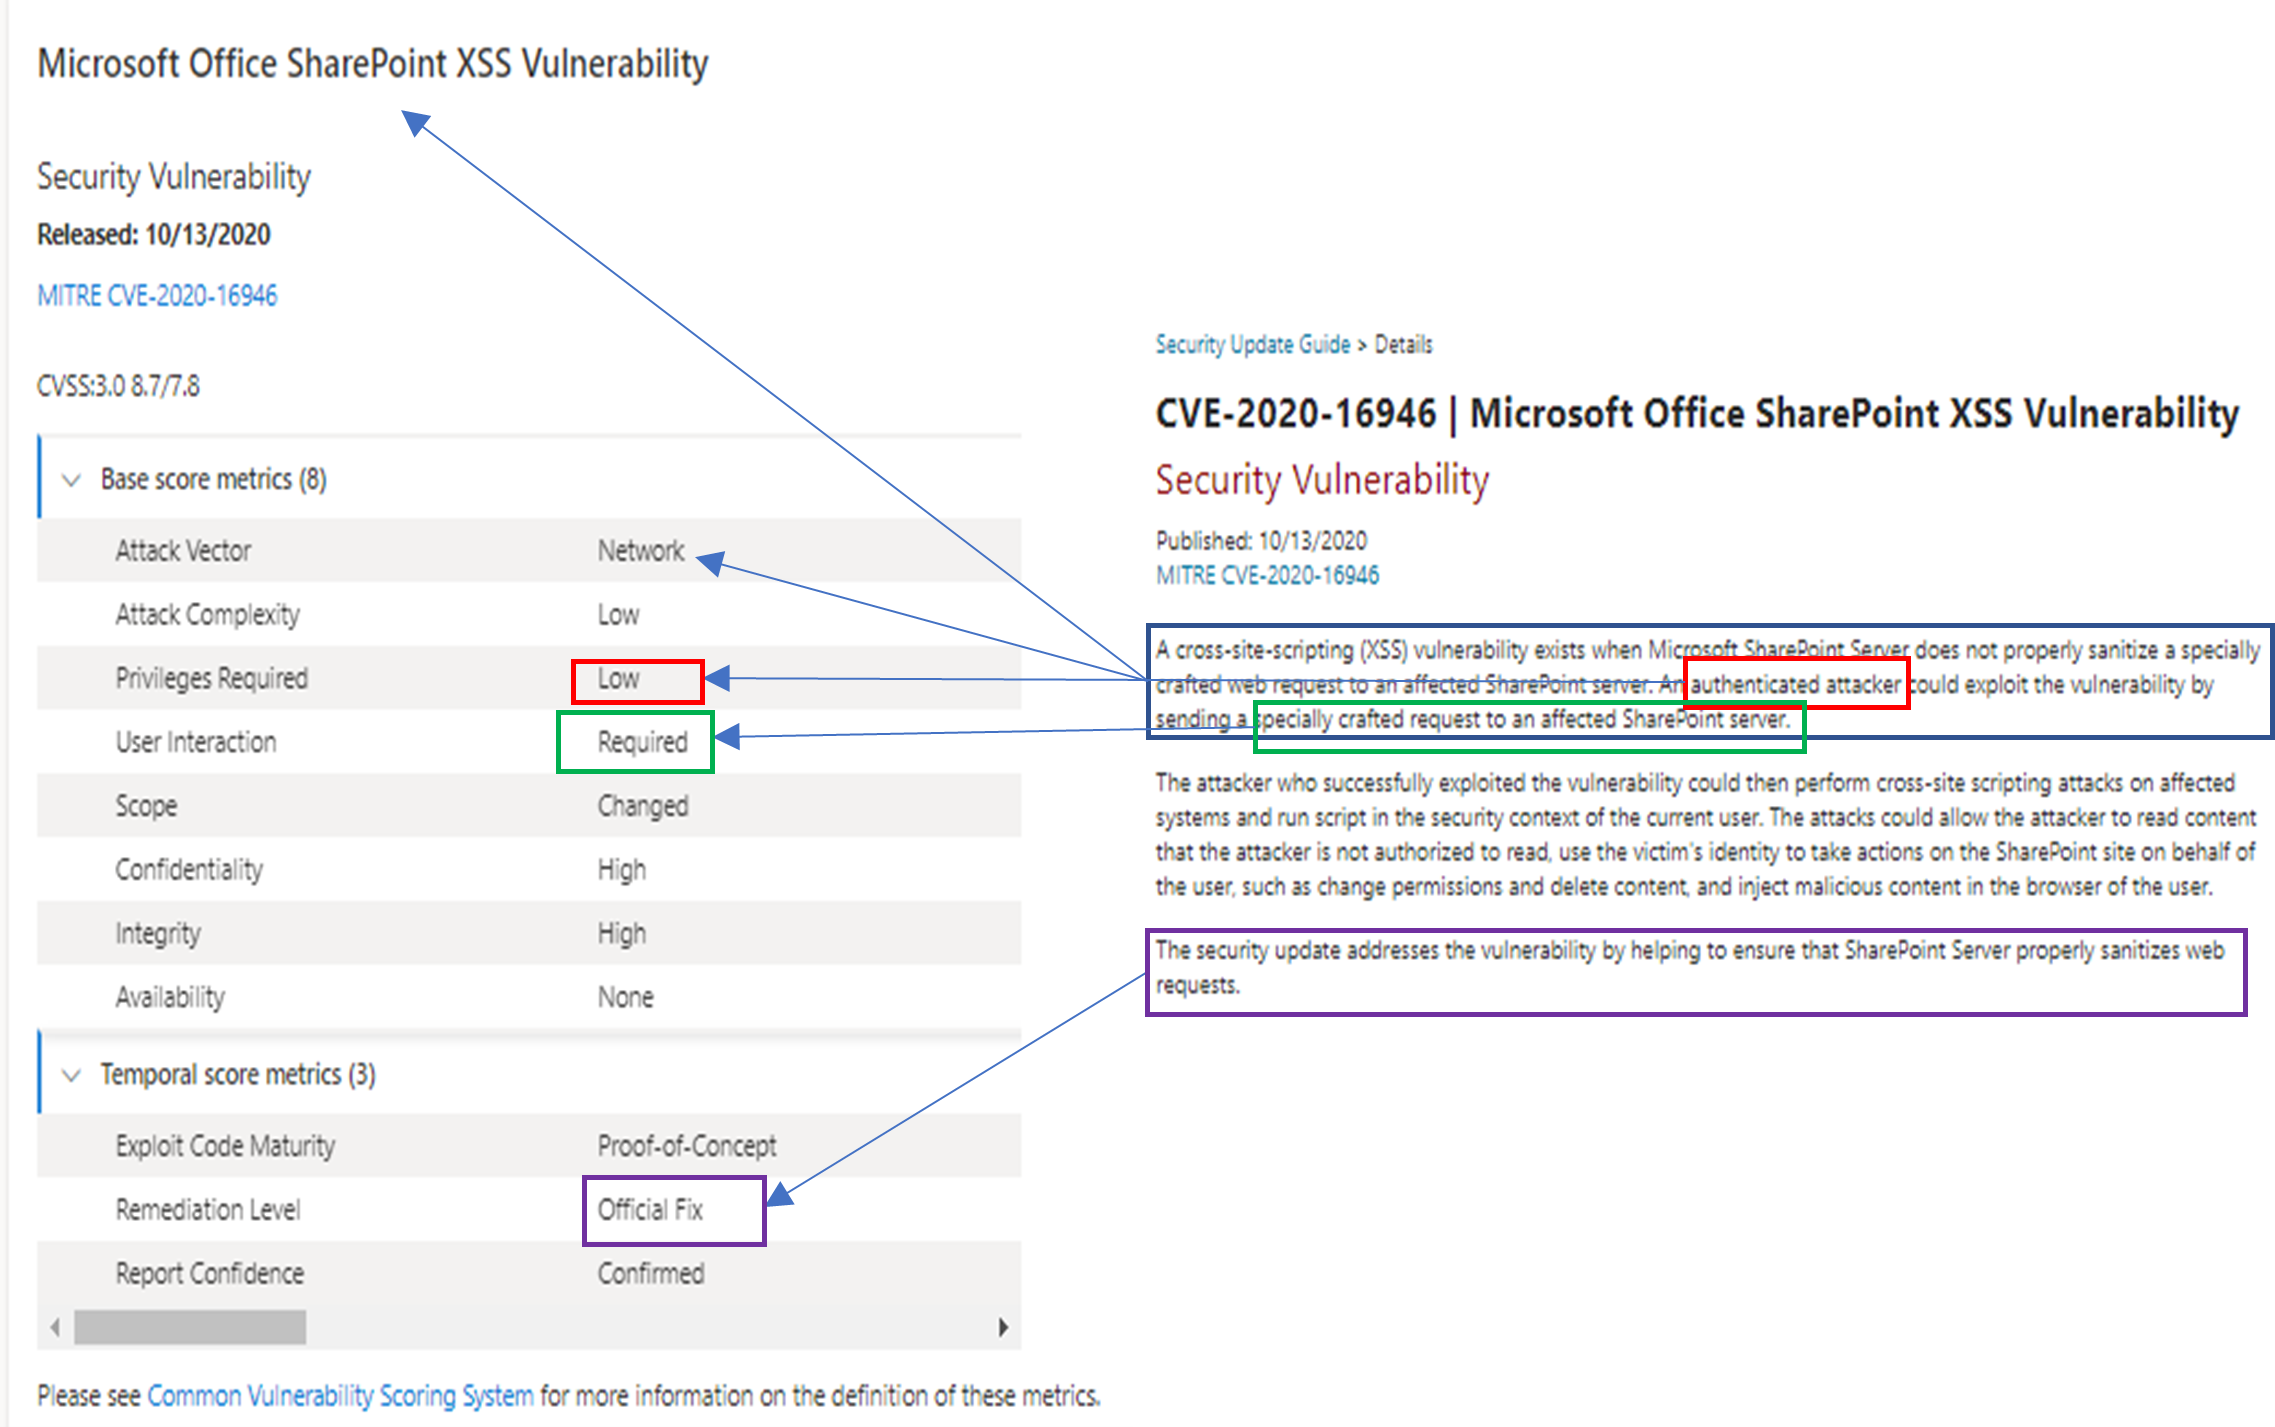 Microsoft Office SharePoint XSS Vulnerability
Security Vulnerability
Released: 10/13/2020
MITRE CVE-2020-16946
CVSS:3.0 8.7/7.8
Base score metrics (8)
Attack Vector Network
Attack Complexity Low
Privileges Required Low
User Interaction Required
Scope Changed
Confidentiality High
Integrity High
Availability None
Temporal score metrics (3)
Exploit Code Maturity Proof-of-Concept
Remediation Level Official Fix
Report Confidence Confirmed
Please see Common Vulnerability Scoring System for more information on the definition of these metrics.
Security Update Guide > Details
CVE-2020-16946 | Microsoft Office SharePoint XSS Vulnerability
Security Vulnerability
Published: 10/13/2020
MITRE CVE-2020-16946
A cross-site-scripting (XSS) vulnerability exists when Microsoft SharePoint Server does not properly sanitize a specially
crafted web request to an affected SharePoint server. An authenticated attacker could exploit the vulnerability by
sending a specially crafted request to an affected SharePoint server.
The attacker who successfully exploited the vulnerability could then perform cross-site scripting attacks on affected
systems and run script in the security context of the current user. The attacks could allow the attacker to read content
that the attacker is not authorized to read, use the victim's identity to take actions on the SharePoint site on behalf of
the user, such as change permissions and delete content, and inject malicious content in the browser of the user.
The security update addresses the vulnerability by helping to ensure that SharePoint Server properly sanitizes web
requests.